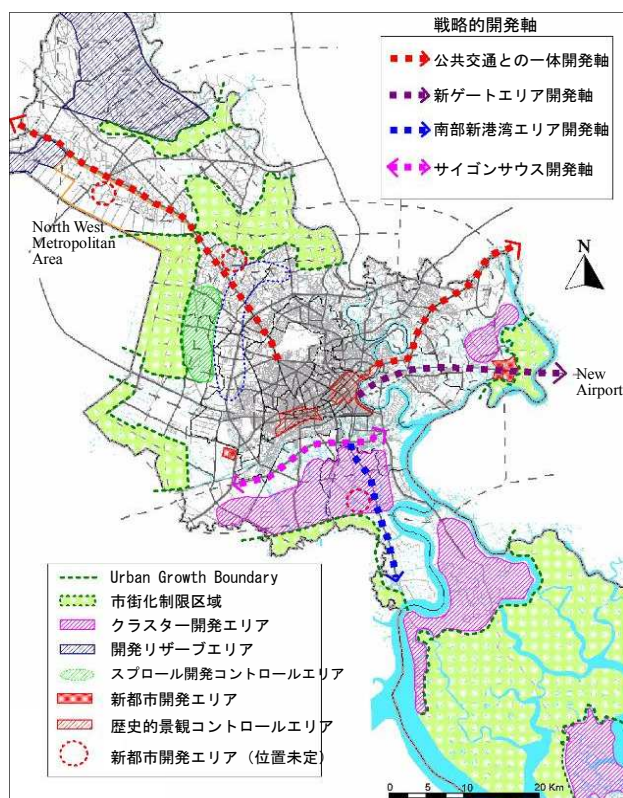 戦略的開発軸
公共交通との一体開発軸
新ゲートエリア開発軸
南部新港湾エリア開発軸
サイゴンサウス開発軸
North West
Metropolitan
Area
N
New
Airport
Urban Growth Boundary
市街化制限区域
クラスター開発エリア
開発リザーブエリア
スプロール開発コントロールエリア
新都市開発エリア
歴史的景観コントロールエリア
新都市開発エリア（位置未定）
0 5 10 20 Km